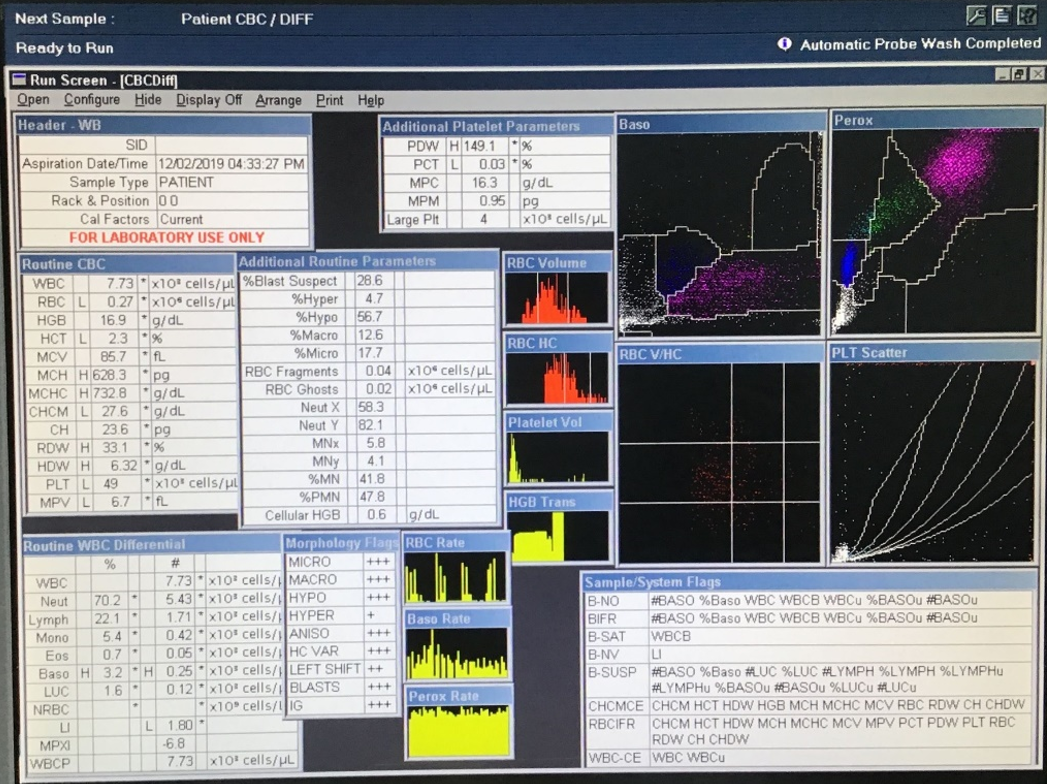 Next Sample : Patient CBC / DIFF
Ready to Run
Automatic Probe Wash Completed
Run Screen - [CBCDiff]
Open Configure Hide Display Off Arrange Print Help
Header - WB
SID
Aspiration Date/Time 12/02/2019 04:33:27 PM
Sample Type PATIENT
Rack & Position 0 0
Cal Factors Current
FOR LABORATORY USE ONLY
Additional Platelet Parameters
PDW H 149.1 * %
PCT L 0.03 * %
MPC 16.3 g/dL
MPM 0.95 pg
Large Plt 4 x10³ cells/µL
Baso
Perox
Routine CBC
WBC 7.73 * x10³ cells/µL
RBC L 0.27 * x10⁶ cells/µL
HGB 16.9 * g/dL
HCT L 2.3 * %
MCV 85.7 * fL
MCH H 628.3 * pg
MCHC H 732.8 * g/dL
CHCM L 27.6 * g/dL
CH 23.6 * pg
RDW H 33.1 * %
HDW H 6.32 * g/dL
PLT L 49 * x10³ cells/µL
MPV L 6.7 * fL
Additional Routine Parameters
%Blast Suspect 28.6
%Hyper 4.7
%Hypo 56.7
%Macro 12.6
%Micro 17.7
RBC Fragments 0.04 x10⁶ cells/µL
RBC Ghosts 0.02 x10⁶ cells/µL
Neut X 58.3
Neut Y 82.1
MNx 5.8
MNy 4.1
%MN 41.8
%PMN 47.8
Cellular HGB 0.6 g/dL
RBC Volume
RBC HC
Platelet Vol
HGB Trans
RBC V/HC
PLT Scatter
Routine WBC Differential
% #
WBC 7.73 * x10³ cells/
Neut 70.2 * 5.43 * x10³ cells/
Lymph 22.1 * 1.71 * x10³ cells/
Mono 5.4 * 0.42 * x10³ cells/
Eos 0.7 * 0.05 * x10³ cells/
Baso H 3.2 * H 0.25 * x10³ cells/
LUC 1.6 * 0.12 * x10³ cells/
NRBC * * x10⁹ cells/
LI L 1.80 *
MPXI -6.8
WBCP 7.73 x10³ cells/µL
Morphology Flags
MICRO +++
MACRO +++
HYPO +++
HYPER +
ANISO +++
HC VAR +++
LEFT SHIFT ++
BLASTS +++
IG +++
RBC Rate
Baso Rate
Perox Rate
Sample/System Flags
B-NO #BASO %Baso WBC WBCB WBCu %BASOu #BASOu
BIFR #BASO %Baso WBC WBCB WBCu %BASOu #BASOu
B-SAT WBCB
B-NV LI
B-SUSP #BASO %Baso #LUC %LUC #LYMPH %LYMPH %LYMPHu
#LYMPHu %BASOu #BASOu %LUCu #LUCu
CHCMCE CHCM HCT HDW HGB MCH MCHC MCV RBC RDW CH CHDW
RBCIFR CHCM HCT HDW MCH MCHC MCV MPV PCT PDW PLT RBC
RDW CH CHDW
WBC-CE WBC WBCu